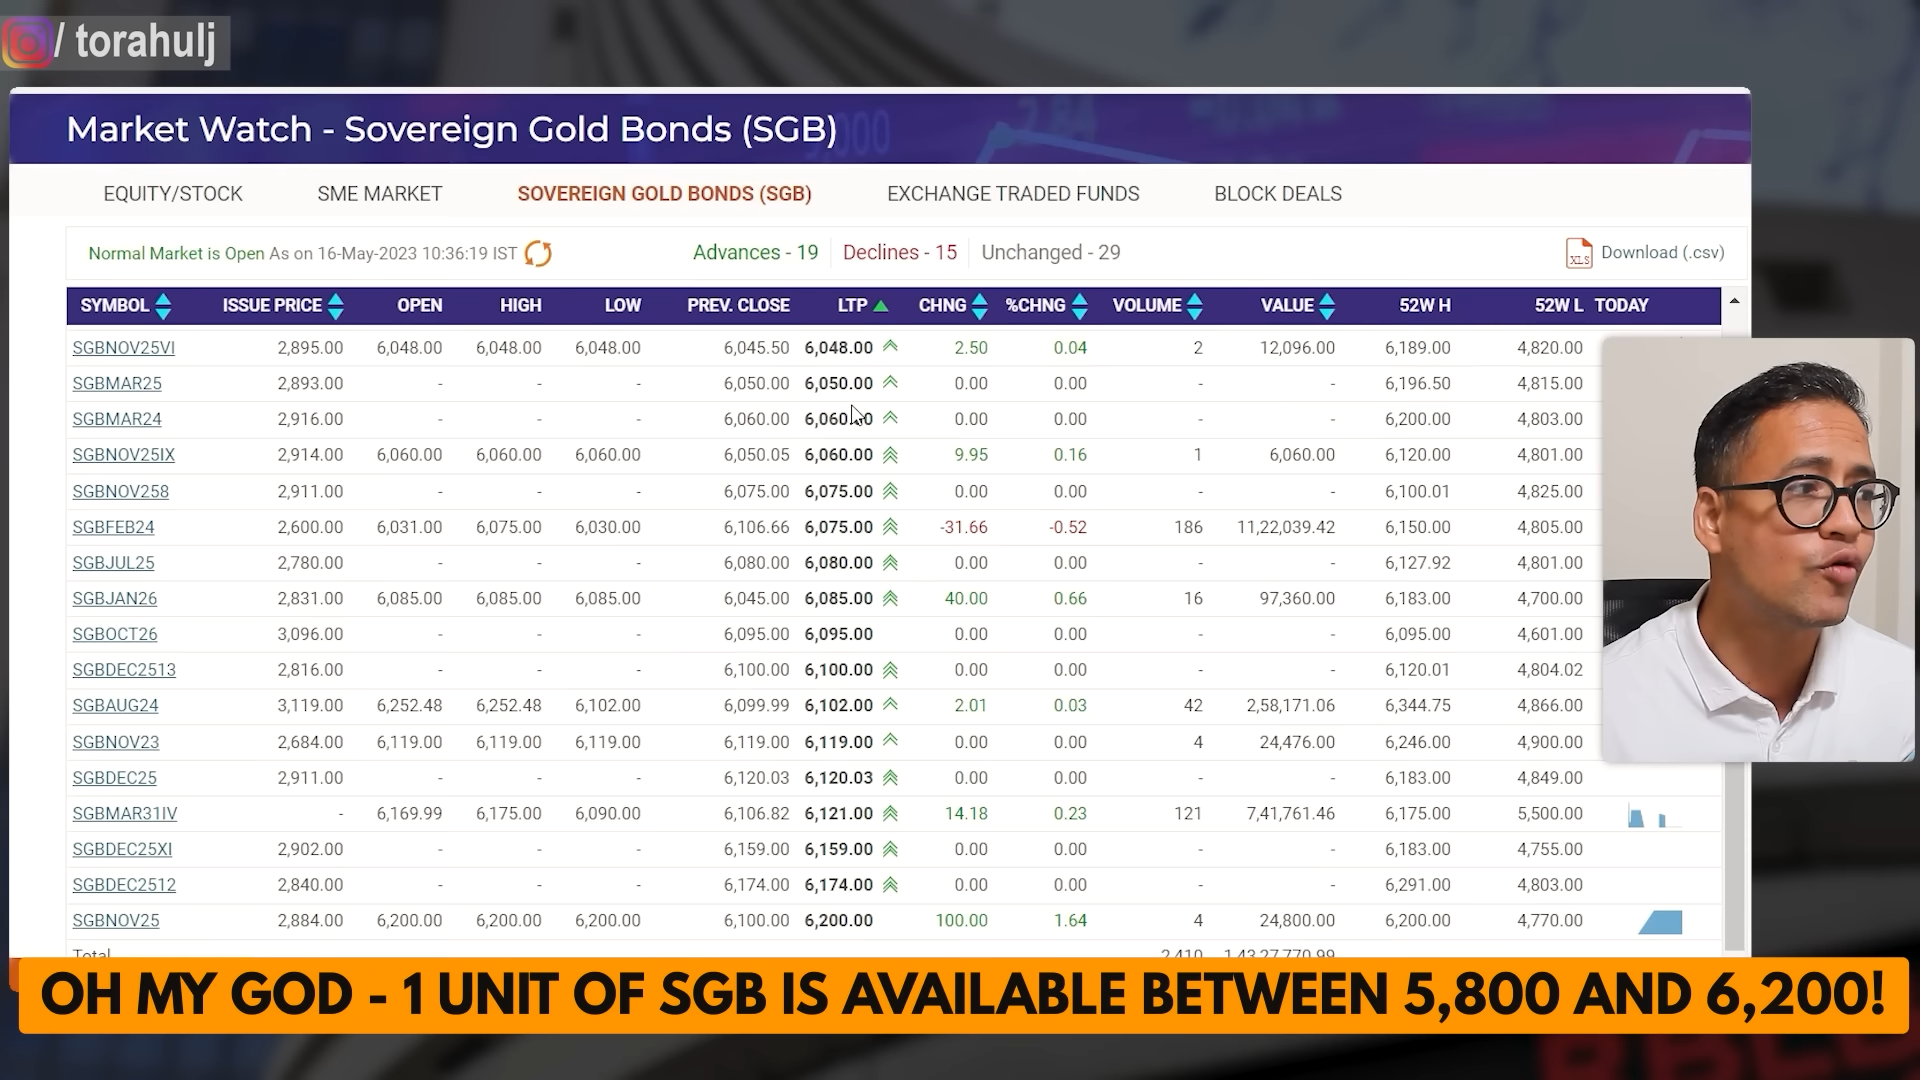 / torahulj
Market Watch - Sovereign Gold Bonds (SGB)
EQUITY/STOCK SME MARKET SOVEREIGN GOLD BONDS (SGB) EXCHANGE TRADED FUNDS BLOCK DEALS
Normal Market is Open As on 16-May-2023 10:36:19 IST Advances - 19 Declines - 15 Unchanged - 29 XLS Download (.csv)
SYMBOL ISSUE PRICE OPEN HIGH LOW PREV. CLOSE LTP CHNG %CHNG VOLUME VALUE 52W H 52W L TODAY
SGBNOV25VI 2,895.00 6,048.00 6,048.00 6,048.00 6,045.50 6,048.00 2.50 0.04 2 12,096.00 6,189.00 4,820.00
SGBMAR25 2,893.00 - - - 6,050.00 6,050.00 0.00 0.00 - - 6,196.50 4,815.00
SGBMAR24 2,916.00 - - - 6,060.00 6,060.00 0.00 0.00 - - 6,200.00 4,803.00
SGBNOV25IX 2,914.00 6,060.00 6,060.00 6,060.00 6,050.05 6,060.00 9.95 0.16 1 6,060.00 6,120.00 4,801.00
SGBNOV258 2,911.00 - - - 6,075.00 6,075.00 0.00 0.00 - - 6,100.01 4,825.00
SGBFEB24 2,600.00 6,031.00 6,075.00 6,030.00 6,106.66 6,075.00 -31.66 -0.52 186 11,22,039.42 6,150.00 4,805.00
SGBJUL25 2,780.00 - - - 6,080.00 6,080.00 0.00 0.00 - - 6,127.92 4,801.00
SGBJAN26 2,831.00 6,085.00 6,085.00 6,085.00 6,045.00 6,085.00 40.00 0.66 16 97,360.00 6,183.00 4,700.00
SGBOCT26 3,096.00 - - - 6,095.00 6,095.00 0.00 0.00 - - 6,095.00 4,601.00
SGBDEC2513 2,816.00 - - - 6,100.00 6,100.00 0.00 0.00 - - 6,120.01 4,804.02
SGBAUG24 3,119.00 6,252.48 6,252.48 6,102.00 6,099.99 6,102.00 2.01 0.03 42 2,58,171.06 6,344.75 4,866.00
SGBNOV23 2,684.00 6,119.00 6,119.00 6,119.00 6,119.00 6,119.00 0.00 0.00 4 24,476.00 6,246.00 4,900.00
SGBDEC25 2,911.00 - - - 6,120.03 6,120.03 0.00 0.00 - - 6,183.00 4,849.00
SGBMAR31IV - 6,169.99 6,175.00 6,090.00 6,106.82 6,121.00 14.18 0.23 121 7,41,761.46 6,175.00 5,500.00
SGBDEC25XI 2,902.00 - - - 6,159.00 6,159.00 0.00 0.00 - - 6,183.00 4,755.00
SGBDEC2512 2,840.00 - - - 6,174.00 6,174.00 0.00 0.00 - - 6,291.00 4,803.00
SGBNOV25 2,884.00 6,200.00 6,200.00 6,200.00 6,100.00 6,200.00 100.00 1.64 4 24,800.00 6,200.00 4,770.00
Total 2,410 1,43,27,770.99
OH MY GOD - 1 UNIT OF SGB IS AVAILABLE BETWEEN 5,800 AND 6,200!